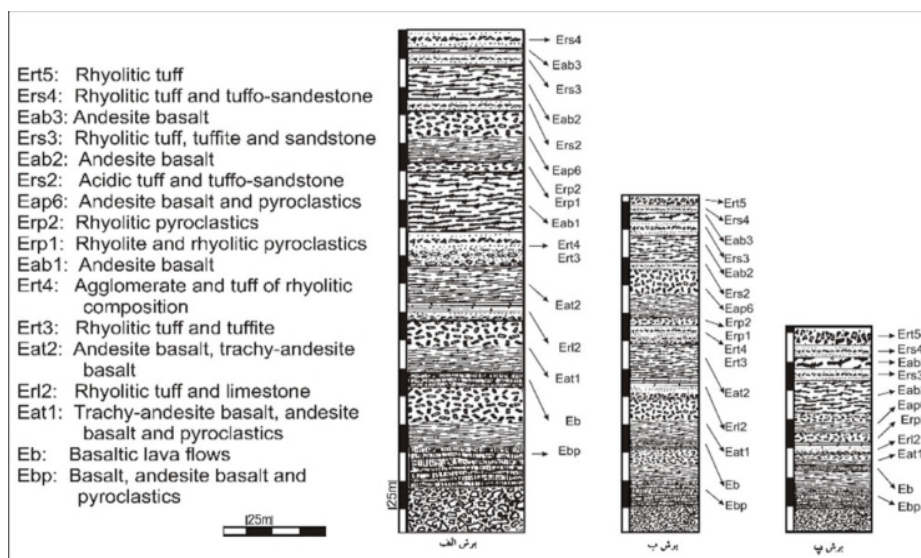 Ert5: Rhyolitic tuff
Ers4: Rhyolitic tuff and tuffo-sandestone
Eab3: Andesite basalt
Ers3: Rhyolitic tuff, tuffite and sandstone
Eab2: Andesite basalt
Ers2: Acidic tuff and tuffo-sandstone
Eap6: Andesite basalt and pyroclastics
Erp2: Rhyolitic pyroclastics
Erp1: Rhyolite and rhyolitic pyroclastics
Eab1: Andesite basalt
Ert4: Agglomerate and tuff of rhyolitic
composition
Ert3: Rhyolitic tuff and tuffite
Eat2: Andesite basalt, trachy-andesite
basalt
Erl2: Rhyolitic tuff and limestone
Eat1: Trachy-andesite basalt, andesite
basalt and pyroclastics
Eb: Basaltic lava flows
Ebp: Basalt, andesite basalt and
pyroclastics
25m
Ers4
Eab3
Ers3
Eab2
Ers2
Eap6
Erp2
Erp1
Eab1
Ert4
Ert3
Eat2
Erl2
Eat1
Eb
Ebp
25m
برش الف
Ert5
Ers4
Eab3
Ers3
Eab2
Ers2
Eap6
Erp2
Erp1
Ert4
Ert3
Eat2
Erl2
Eat1
Eb
Ebp
برش ب
Ert5
Ers4
Eab
Ers3
Eab
Eap
Erp
Erl2
Eat1
Eb
Ebp
برش پ